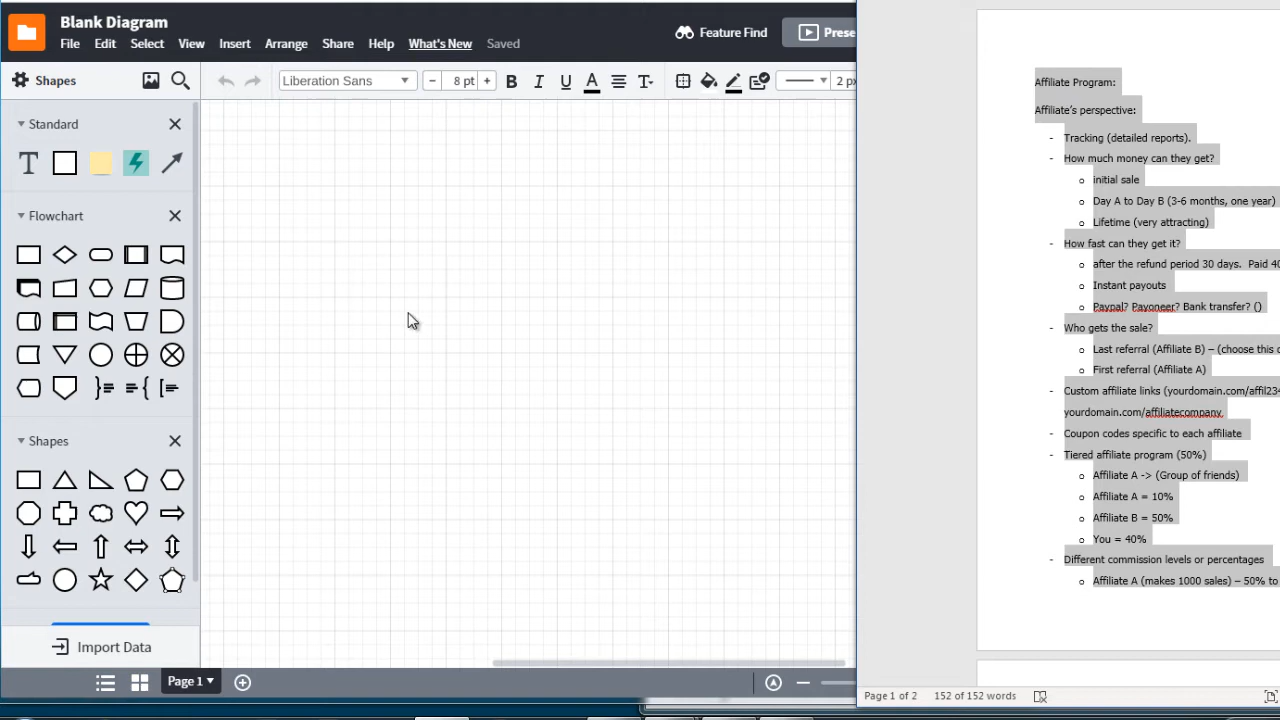 Blank Diagram
File Edit Select View Insert Arrange Share Help What's New Saved
Feature Find
Prese
Shapes
Liberation Sans
− 8 pt +
B I U A T
2 px
Standard
T
Flowchart
Shapes
Import Data
Page 1
Affiliate Program:
Affiliate's perspective:
- Tracking (detailed reports).
- How much money can they get?
o initial sale
o Day A to Day B (3-6 months, one year)
o Lifetime (very attracting)
- How fast can they get it?
o after the refund period 30 days. Paid 40
o Instant payouts
o Paypal? Payoneer? Bank transfer? ()
- Who gets the sale?
o Last referral (Affiliate B) – (choose this o
o First referral (Affiliate A)
- Custom affiliate links (yourdomain.com/affil234
yourdomain.com/affiliatecompany
- Coupon codes specific to each affiliate
- Tiered affiliate program (50%)
o Affiliate A -> (Group of friends)
o Affiliate A = 10%
o Affiliate B = 50%
o You = 40%
- Different commission levels or percentages
o Affiliate A (makes 1000 sales) – 50% to
Page 1 of 2 152 of 152 words